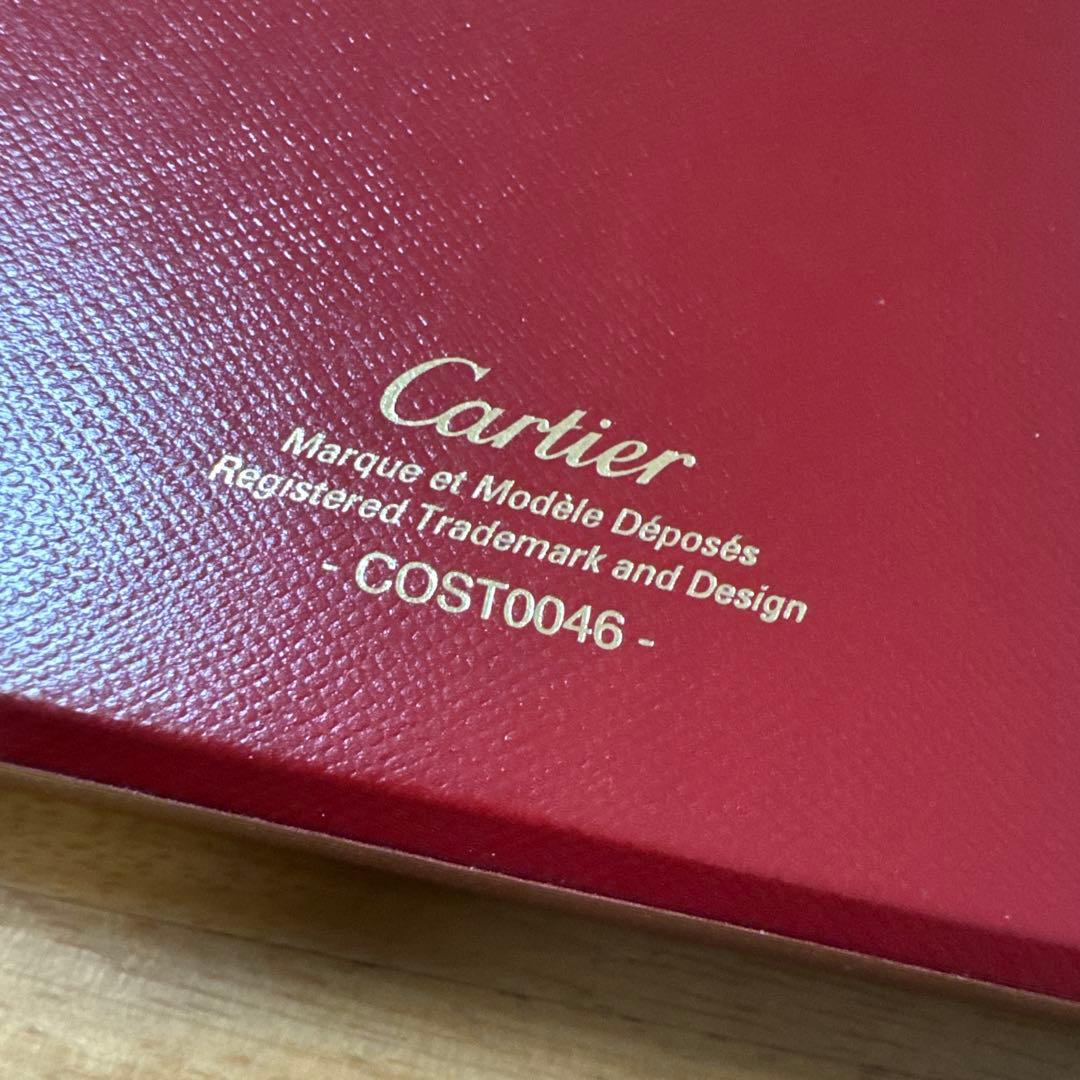 Cartier
Marque et Modèle Déposés
Registered Trademark and Design
- COST0046 -